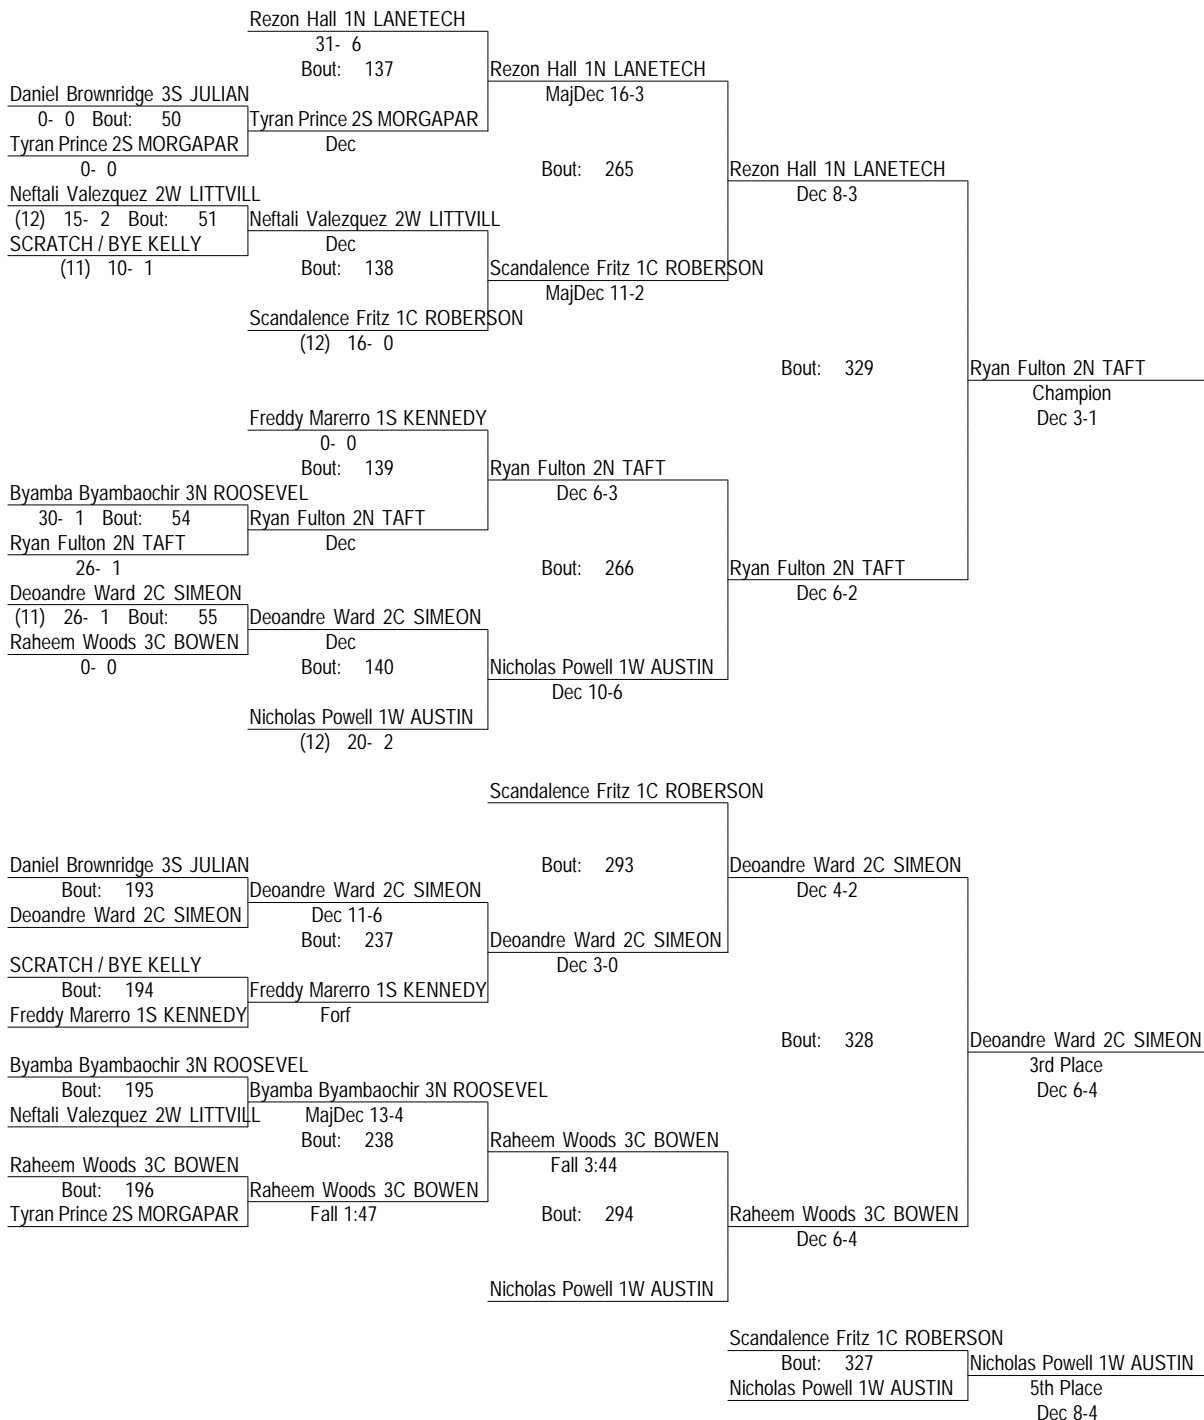 Rezon Hall 1N LANETECH
31- 6
Bout: 137
Rezon Hall 1N LANETECH
MajDec 16-3
Daniel Brownridge 3S JULIAN
0- 0 Bout: 50
Tyran Prince 2S MORGAPAR
Dec
Tyran Prince 2S MORGAPAR
0- 0
Bout: 265
Rezon Hall 1N LANETECH
Dec 8-3
Neftali Valezquez 2W LITTVILL
(12) 15- 2 Bout: 51
Neftali Valezquez 2W LITTVILL
Dec
SCRATCH / BYE KELLY
(11) 10- 1
Bout: 138
Scandalence Fritz 1C ROBERSON
MajDec 11-2
Scandalence Fritz 1C ROBERSON
(12) 16- 0
Bout: 329
Ryan Fulton 2N TAFT
Champion
Dec 3-1
Freddy Marerro 1S KENNEDY
0- 0
Bout: 139
Ryan Fulton 2N TAFT
Dec 6-3
Byamba Byambaochir 3N ROOSEVEL
30- 1 Bout: 54
Ryan Fulton 2N TAFT
Dec
Ryan Fulton 2N TAFT
26- 1
Bout: 266
Ryan Fulton 2N TAFT
Dec 6-2
Deoandre Ward 2C SIMEON
(11) 26- 1 Bout: 55
Deoandre Ward 2C SIMEON
Dec
Raheem Woods 3C BOWEN
0- 0
Bout: 140
Nicholas Powell 1W AUSTIN
Dec 10-6
Nicholas Powell 1W AUSTIN
(12) 20- 2
Scandalence Fritz 1C ROBERSON
Bout: 293
Deoandre Ward 2C SIMEON
Dec 4-2
Daniel Brownridge 3S JULIAN
Bout: 193
Deoandre Ward 2C SIMEON
Dec 11-6
Deoandre Ward 2C SIMEON
Bout: 237
Deoandre Ward 2C SIMEON
Dec 3-0
SCRATCH / BYE KELLY
Bout: 194
Freddy Marerro 1S KENNEDY
Forf
Freddy Marerro 1S KENNEDY
Bout: 328
Deoandre Ward 2C SIMEON
3rd Place
Dec 6-4
Byamba Byambaochir 3N ROOSEVEL
Bout: 195
Byamba Byambaochir 3N ROOSEVEL
MajDec 13-4
Neftali Valezquez 2W LITTVILL
Bout: 238
Raheem Woods 3C BOWEN
Fall 3:44
Raheem Woods 3C BOWEN
Bout: 196
Raheem Woods 3C BOWEN
Fall 1:47
Tyran Prince 2S MORGAPAR
Bout: 294
Raheem Woods 3C BOWEN
Dec 6-4
Nicholas Powell 1W AUSTIN
Scandalence Fritz 1C ROBERSON
Bout: 327
Nicholas Powell 1W AUSTIN
5th Place
Dec 8-4
Nicholas Powell 1W AUSTIN